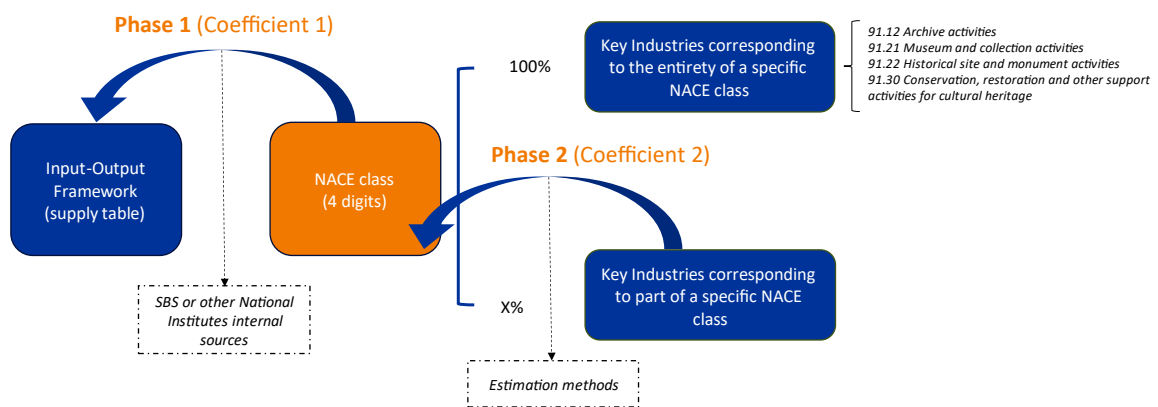 Phase 1 (Coefficient 1)
100%
Key Industries corresponding
to the entirety of a specific
NACE class
91.12 Archive activities
91.21 Museum and collection activities
91.22 Historical site and monument activities
91.30 Conservation, restoration and other support
activities for cultural heritage
Input-Output
Framework
(supply table)
NACE class
(4 digits)
Phase 2 (Coefficient 2)
SBS or other National
Institutes internal
sources
X%
Key Industries corresponding
to part of a specific NACE
class
Estimation methods